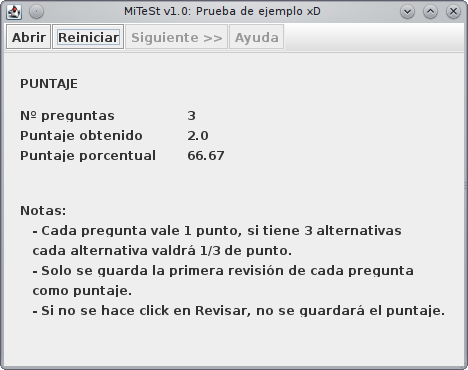 MiTeSt v1.0: Prueba de ejemplo xD
Abrir Reiniciar Siguiente >> Ayuda
PUNTAJE
Nº preguntas 3
Puntaje obtenido 2.0
Puntaje porcentual 66.67
Notas:
- Cada pregunta vale 1 punto, si tiene 3 alternativas
cada alternativa valdrá 1/3 de punto.
- Solo se guarda la primera revisión de cada pregunta
como puntaje.
- Si no se hace click en Revisar, no se guardará el puntaje.